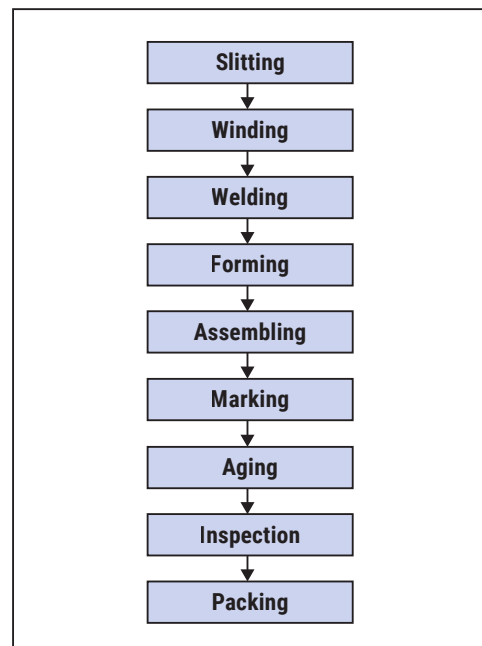 Slitting
Winding
Welding
Forming
Assembling
Marking
Aging
Inspection
Packing